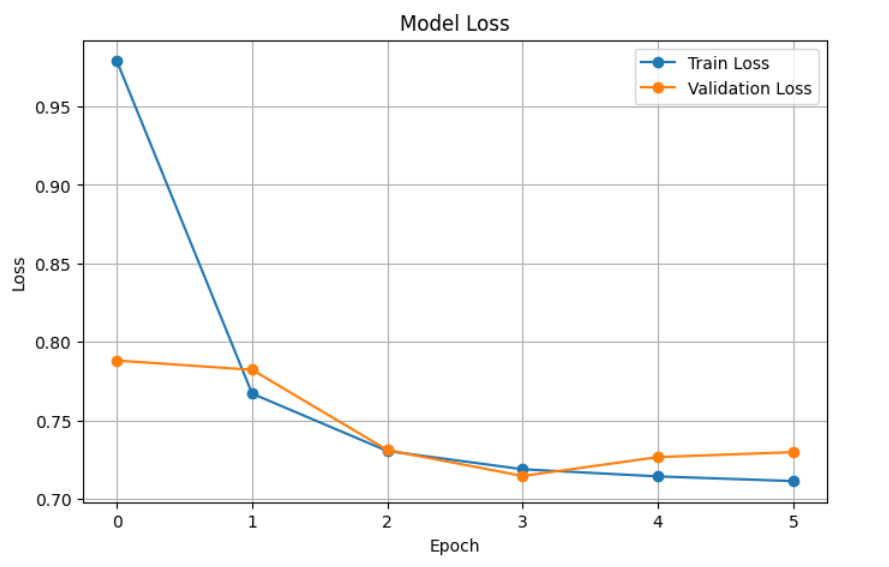 Model Loss
Train Loss
Validation Loss
0.95
0.90
0.85
0.80
0.75
0.70
Loss
0 1 2 3 4 5
Epoch